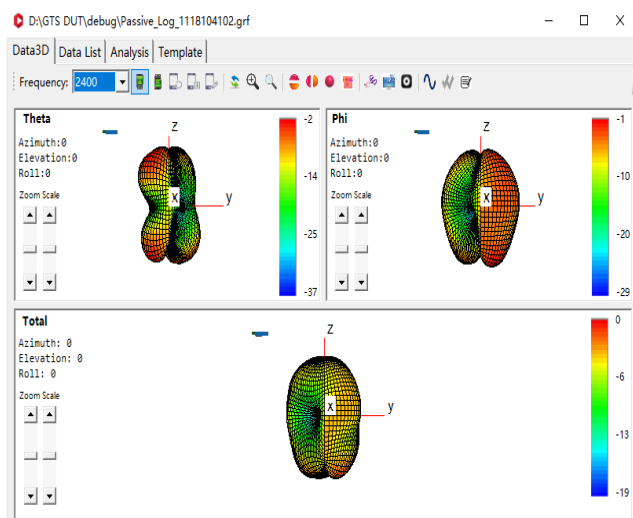 D:\GTS DUT\debug\Passive_Log_1118104102.grf
Data3D Data List Analysis Template
Frequency: 2400
Theta
Azimuth:0
Elevation:0
Roll:0
Zoom Scale
Z
X
y
-2
-14
-25
-37
Phi
Azimuth:0
Elevation:0
Roll:0
Zoom Scale
Z
X
y
-1
-10
-20
-29
Total
Azimuth: 0
Elevation: 0
Roll: 0
Zoom Scale
Z
X
y
0
-6
-13
-19